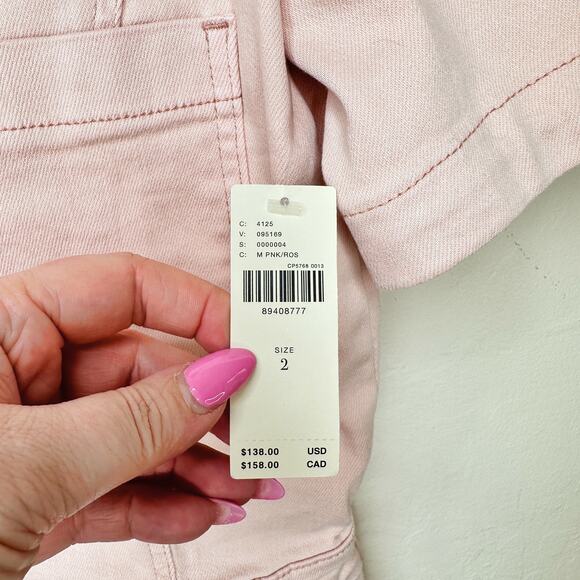 C: 4125
V: 095169
S: 0000004
C: M PNK/ROS
CP5768 0013
89408777
SIZE
2
$138.00 USD
$158.00 CAD